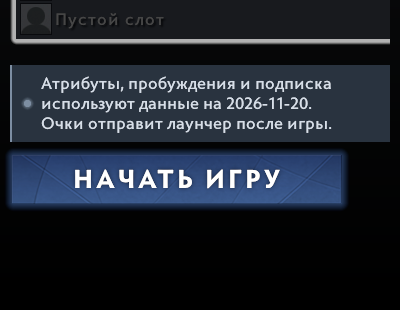 Пустой слот
Атрибуты, пробуждения и подписка
используют данные на 2026-11-20.
Очки отправит лаунчер после игры.
НАЧАТЬ ИГРУ